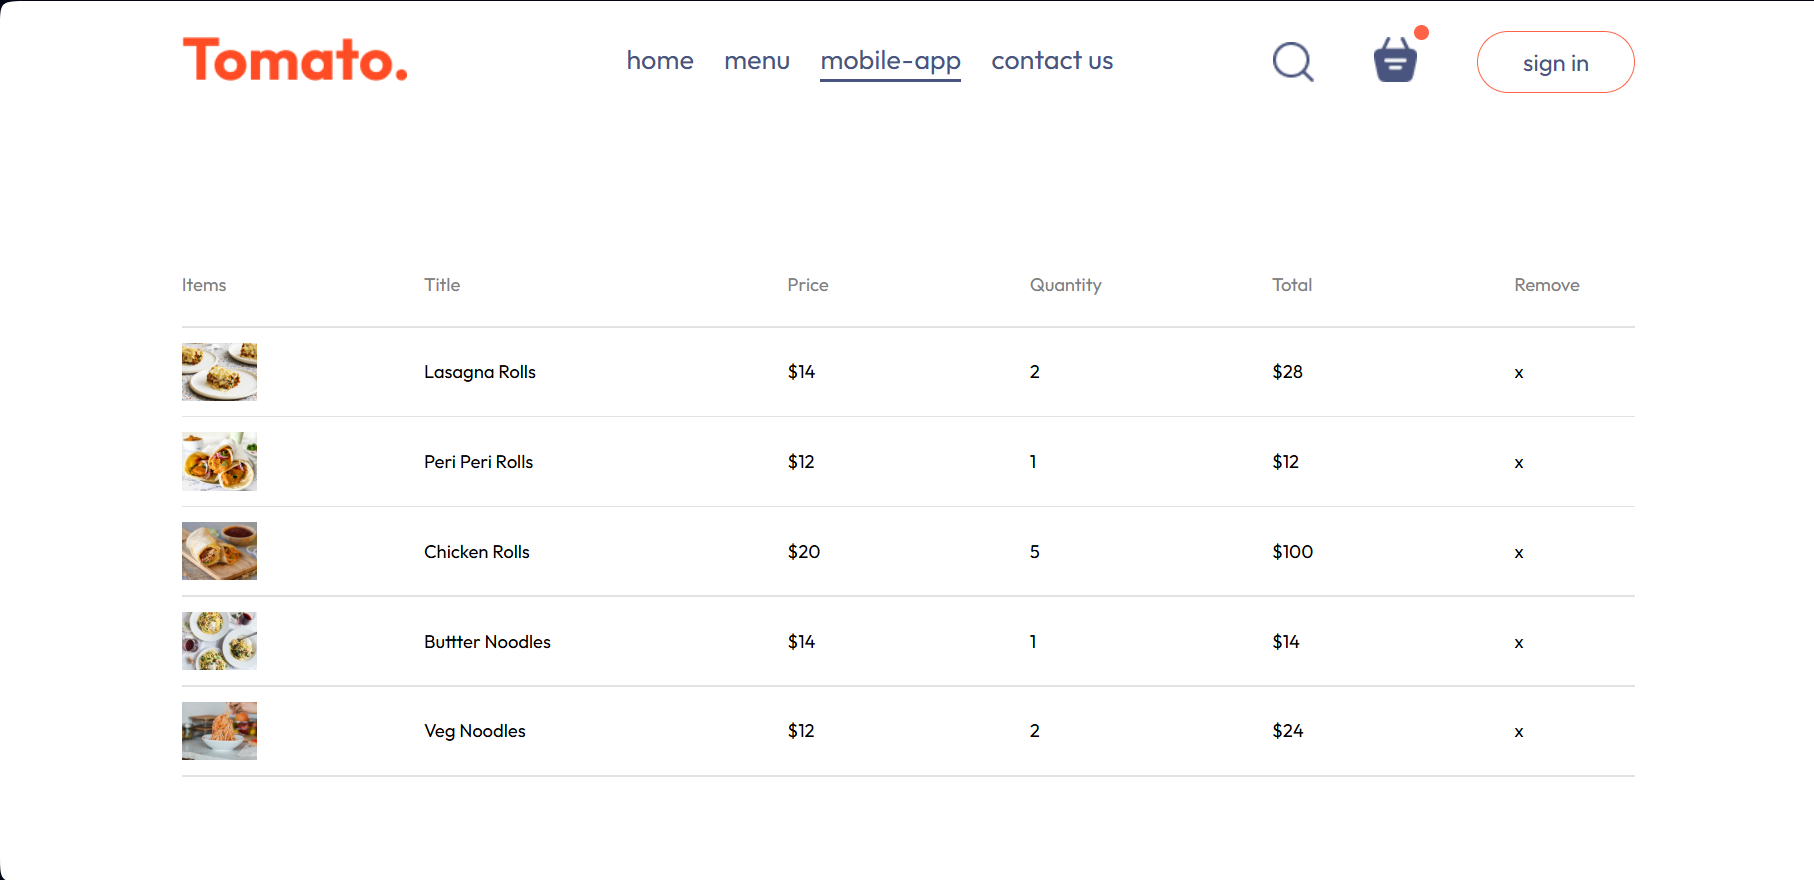 Tomato.
home menu mobile-app contact us
sign in
Items Title Price Quantity Total Remove
Lasagna Rolls $14 2 $28 x
Peri Peri Rolls $12 1 $12 x
Chicken Rolls $20 5 $100 x
Buttter Noodles $14 1 $14 x
Veg Noodles $12 2 $24 x